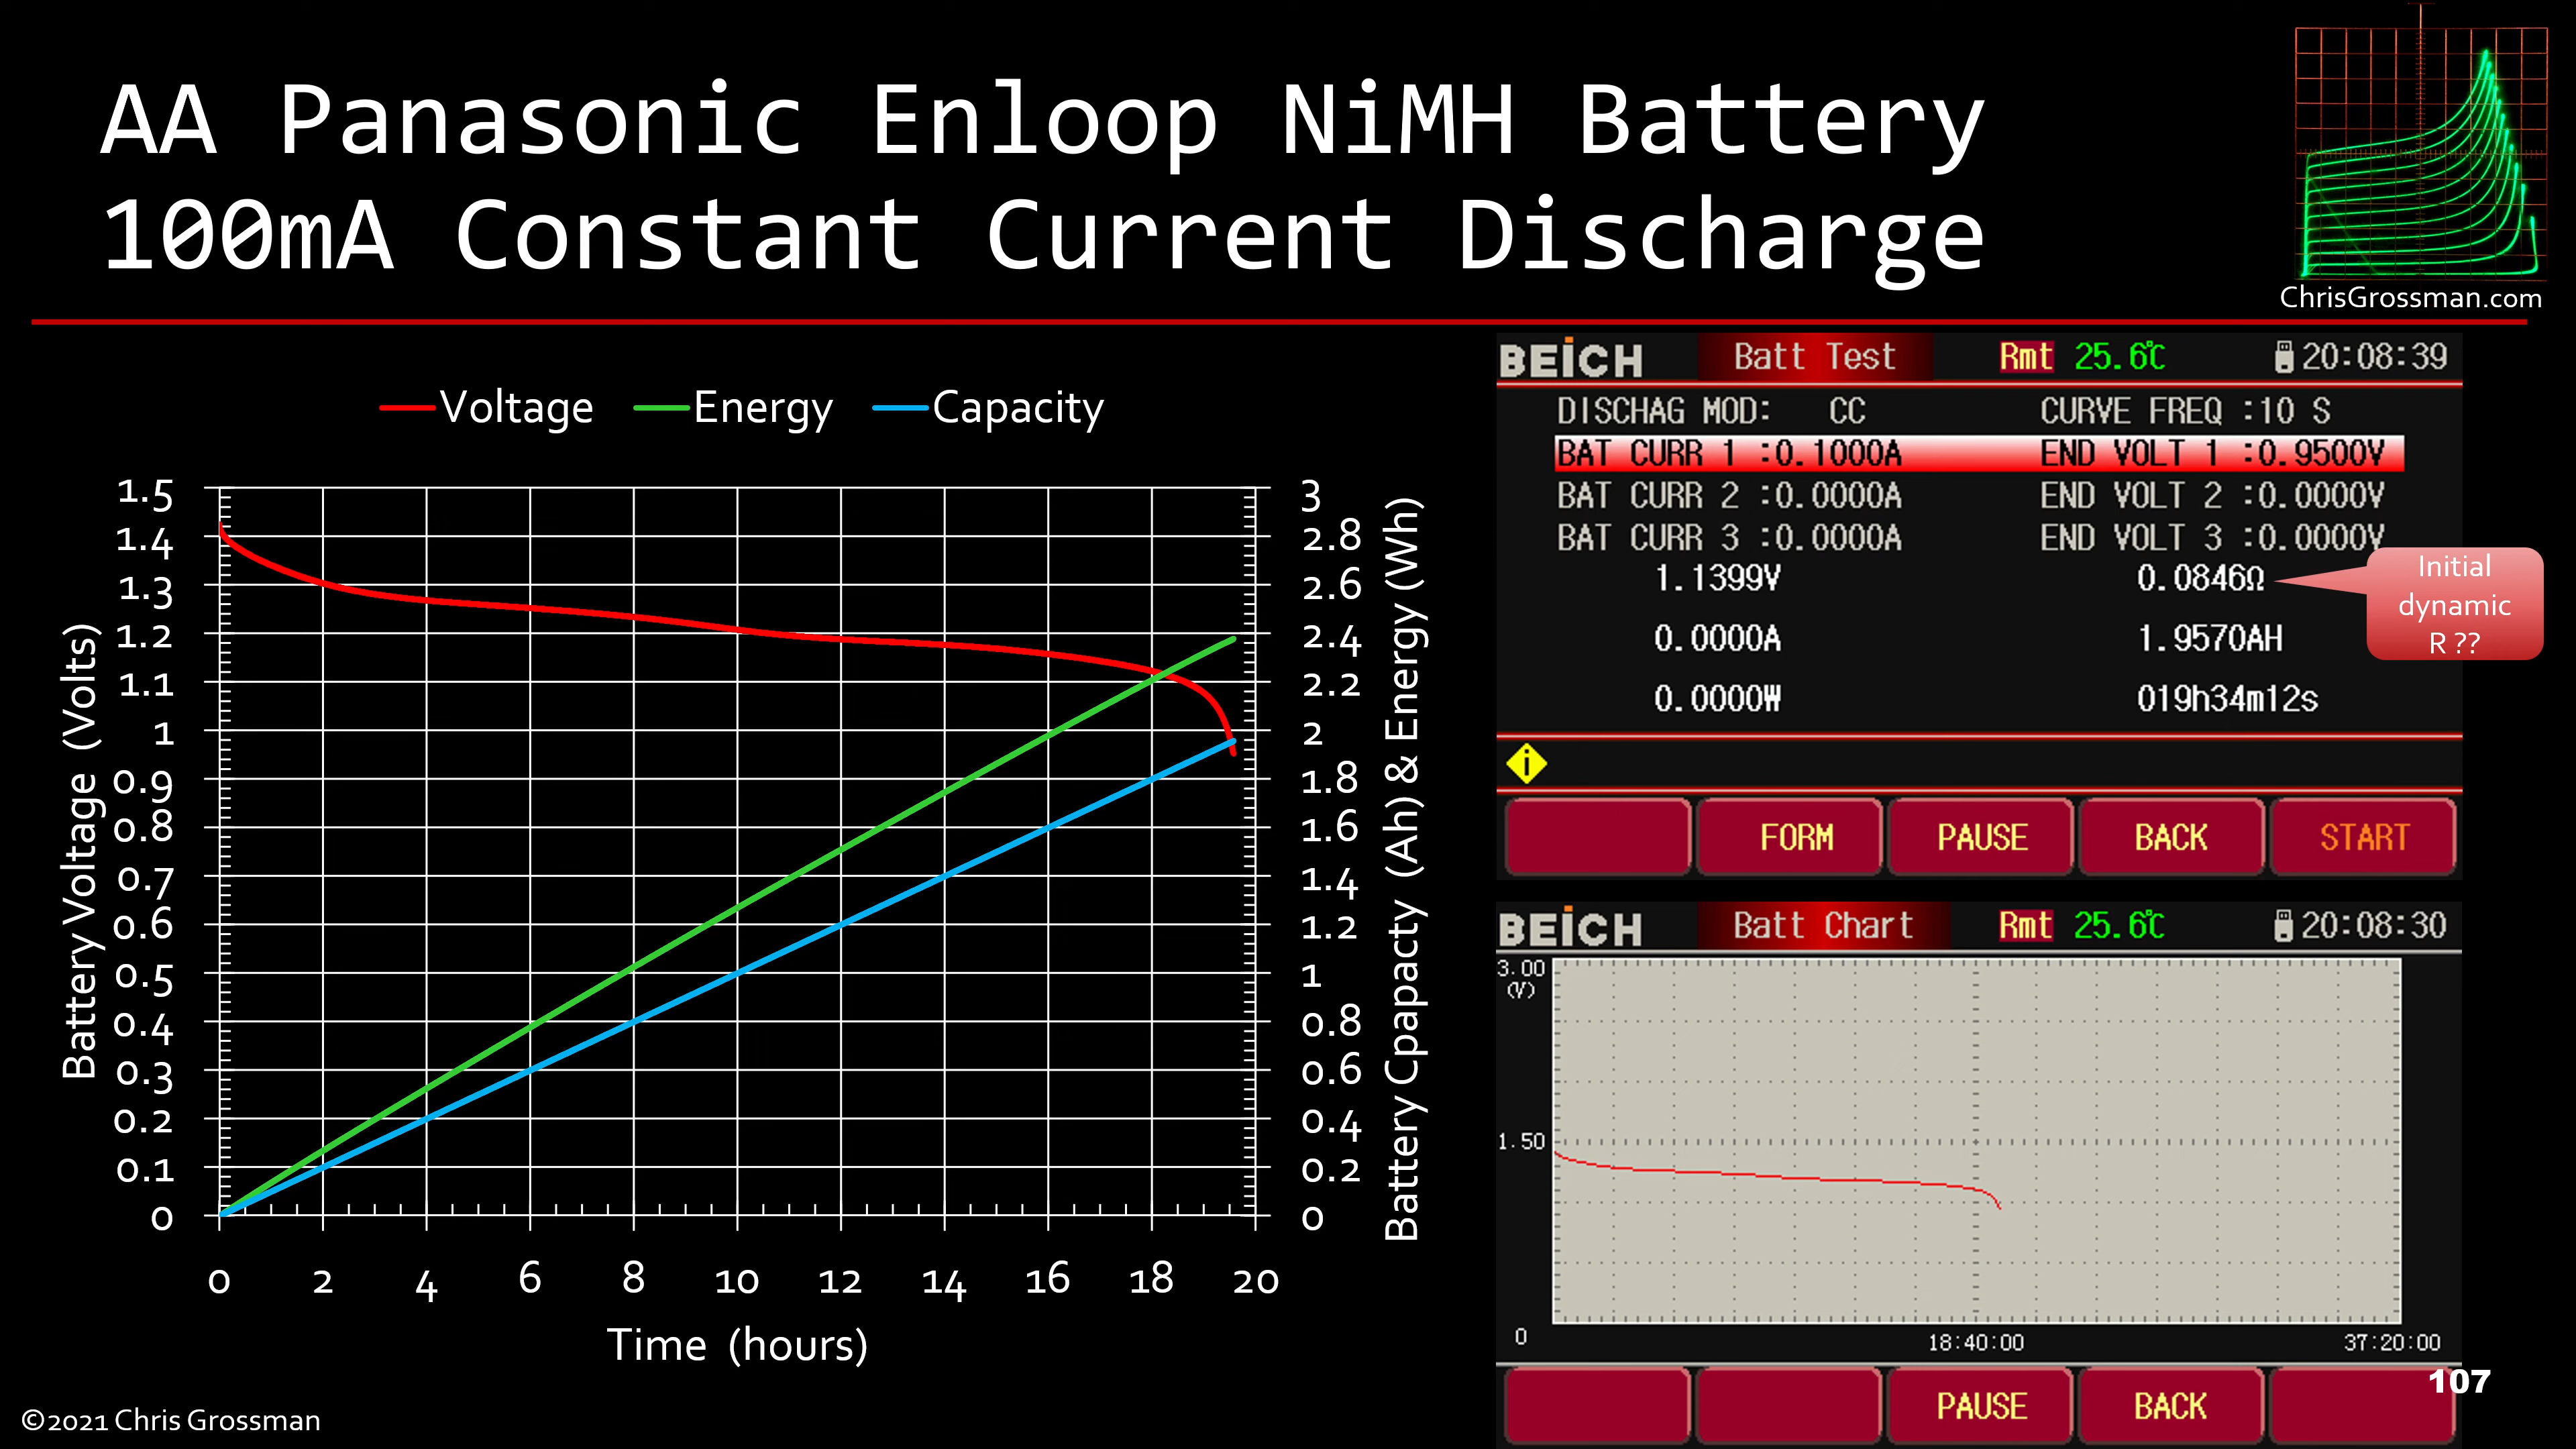 AA Panasonic Enloop NiMH Battery
100mA Constant Current Discharge
ChrisGrossman.com
Voltage Energy Capacity
Battery Voltage (Volts)
1.5
1.4
1.3
1.2
1.1
1
0.9
0.8
0.7
0.6
0.5
0.4
0.3
0.2
0.1
0
3
2.8
2.6
2.4
2.2
2
1.8
1.6
1.4
1.2
1
0.8
0.6
0.4
0.2
0
Battery Cpapacty (Ah) & Energy (Wh)
0 2 4 6 8 10 12 14 16 18 20
Time (hours)
BEICH Batt Test Rmt 25.6℃ 20:08:39
DISCHAG MOD: CC CURVE FREQ :10 S
BAT CURR 1 :0.1000A END VOLT 1 :0.9500V
BAT CURR 2 :0.0000A END VOLT 2 :0.0000V
BAT CURR 3 :0.0000A END VOLT 3 :0.0000V
1.1399V 0.0846Ω
0.0000A 1.9570AH
0.0000W 019h34m12s
Initial
dynamic
R ??
i
FORM PAUSE BACK START
BEICH Batt Chart Rmt 25.6℃ 20:08:30
3.00
(V)
1.50
0
18:40:00 37:20:00
PAUSE BACK
107
©2021 Chris Grossman